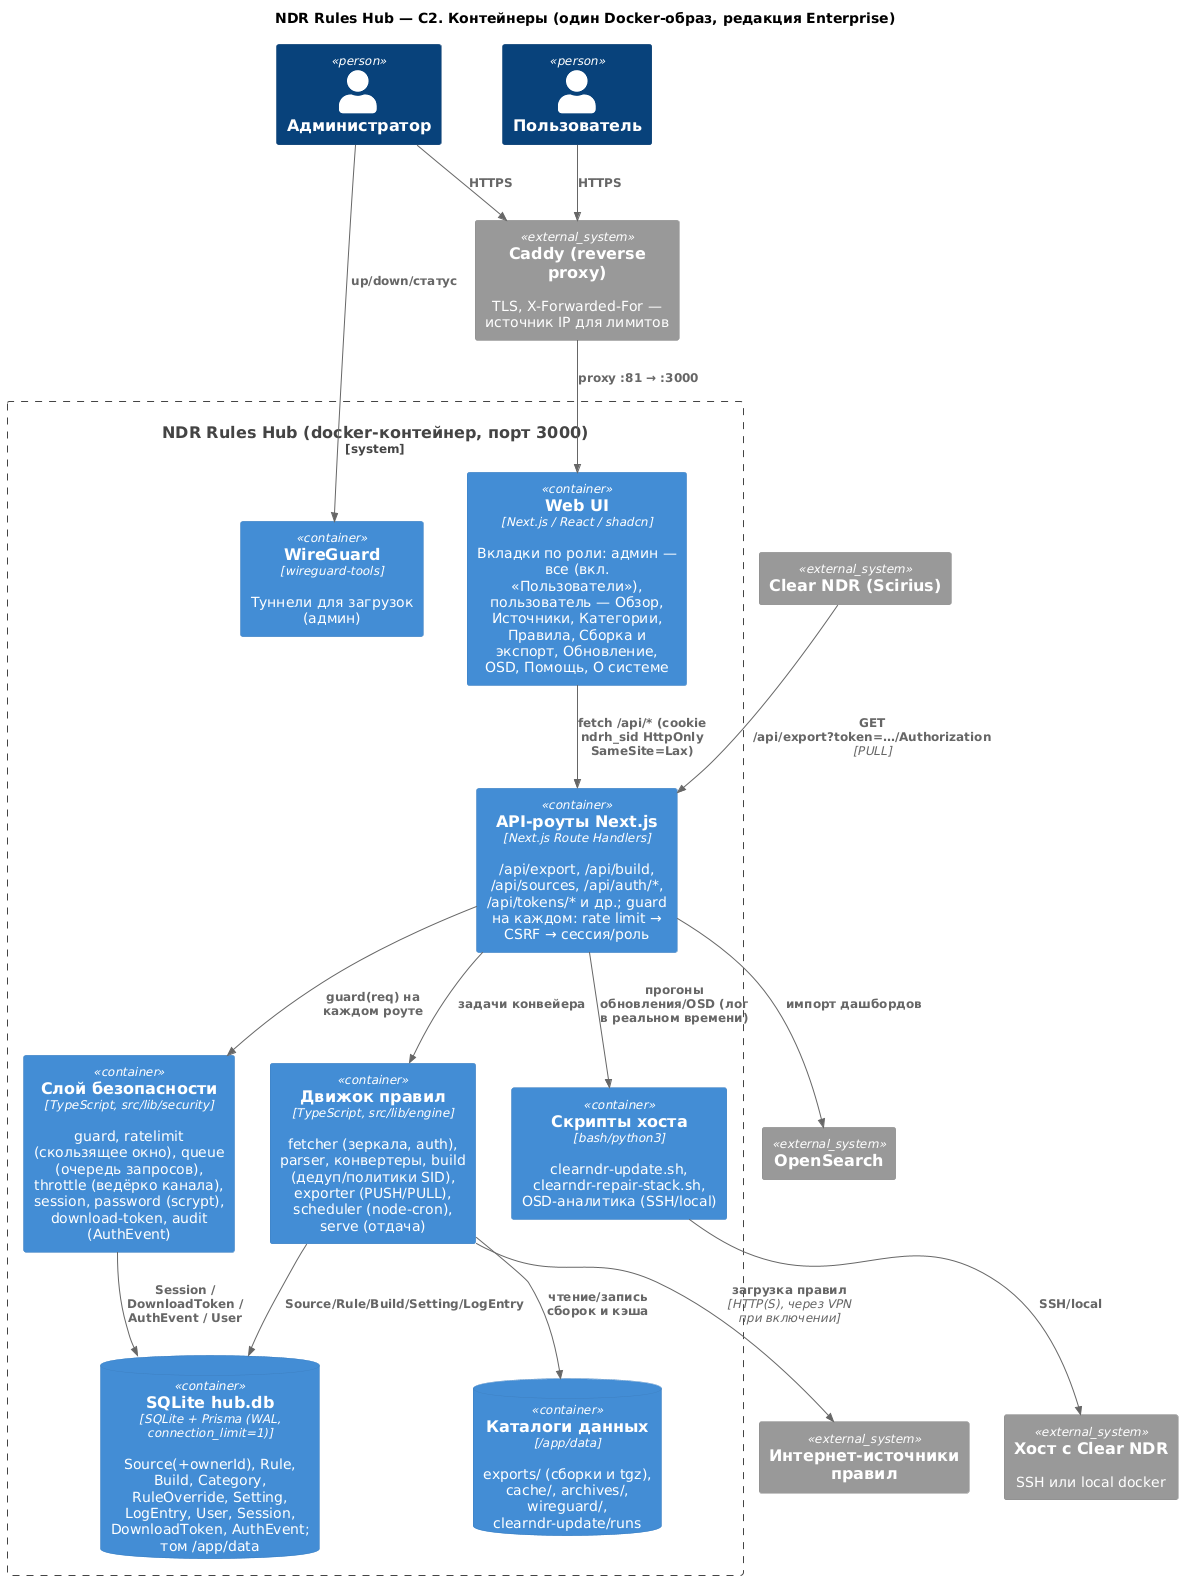 NDR Rules Hub — C2. Контейнеры (один Docker-образ, редакция Enterprise)
«person»
Администратор
«person»
Пользователь
HTTPS
HTTPS
«external_system»
Caddy (reverse
proxy)
TLS, X-Forwarded-For —
источник IP для лимитов
up/down/статус
proxy :81 → :3000
NDR Rules Hub (docker-контейнер, порт 3000)
[system]
«container»
WireGuard
[wireguard-tools]
Туннели для загрузок
(админ)
«container»
Web UI
[Next.js / React / shadcn]
Вкладки по роли: админ —
все (вкл.
«Пользователи»),
пользователь — Обзор,
Источники, Категории,
Правила, Сборка и
экспорт, Обновление,
OSD, Помощь, О системе
«external_system»
Clear NDR (Scirius)
fetch /api/* (cookie
ndrh_sid HttpOnly
SameSite=Lax)
GET
/api/export?token=…/Authorization
[PULL]
«container»
API-роуты Next.js
[Next.js Route Handlers]
/api/export, /api/build,
/api/sources, /api/auth/*,
/api/tokens/* и др.; guard
на каждом: rate limit →
CSRF → сессия/роль
guard(req) на
каждом роуте
задачи конвейера
прогоны
обновления/OSD (лог
в реальном времени)
импорт дашбордов
«container»
Слой безопасности
[TypeScript, src/lib/security]
guard, ratelimit
(скользящее окно), queue
(очередь запросов),
throttle (ведёрко канала),
session, password (scrypt),
download-token, audit
(AuthEvent)
«container»
Движок правил
[TypeScript, src/lib/engine]
fetcher (зеркала, auth),
parser, конвертеры, build
(дедуп/политики SID),
exporter (PUSH/PULL),
scheduler (node-cron),
serve (отдача)
«container»
Скрипты хоста
[bash/python3]
clearndr-update.sh,
clearndr-repair-stack.sh,
OSD-аналитика (SSH/local)
«external_system»
OpenSearch
Session /
DownloadToken /
AuthEvent / User
Source/Rule/Build/Setting/LogEntry
чтение/запись
сборок и кэша
загрузка правил
[HTTP(S), через VPN
при включении]
SSH/local
«container»
SQLite hub.db
[SQLite + Prisma (WAL,
connection_limit=1)]
Source(+ownerId), Rule,
Build, Category,
RuleOverride, Setting,
LogEntry, User, Session,
DownloadToken, AuthEvent;
том /app/data
«container»
Каталоги данных
[/app/data]
exports/ (сборки и tgz),
cache/, archives/,
wireguard/,
clearndr-update/runs
«external_system»
Интернет-источники
правил
«external_system»
Хост с Clear NDR
SSH или local docker